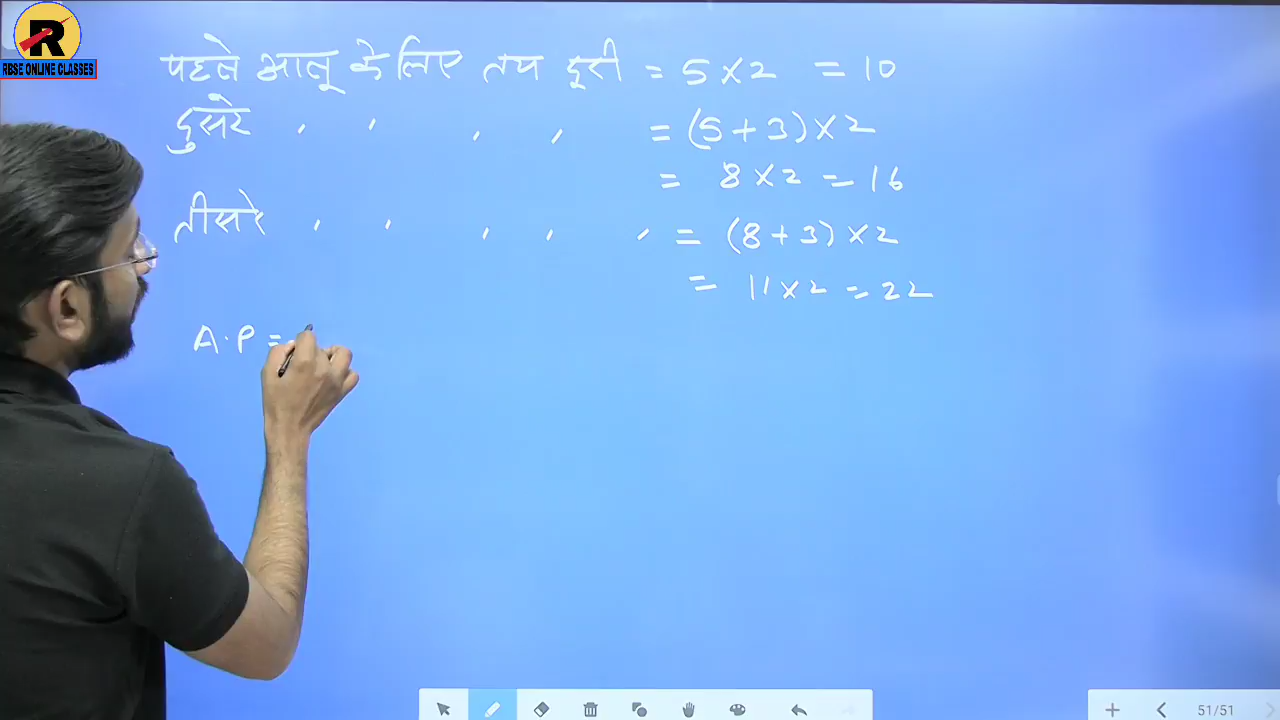 R
RBSE ONLINE CLASSES
पहले आलू के लिए तय दूरी = 5 × 2 = 10
दुसरे , , , , = (5 + 3) × 2
= 8 × 2 = 16
तीसरे , , , , , = (8 + 3) × 2
= 11 × 2 = 22
A.P =
51/51